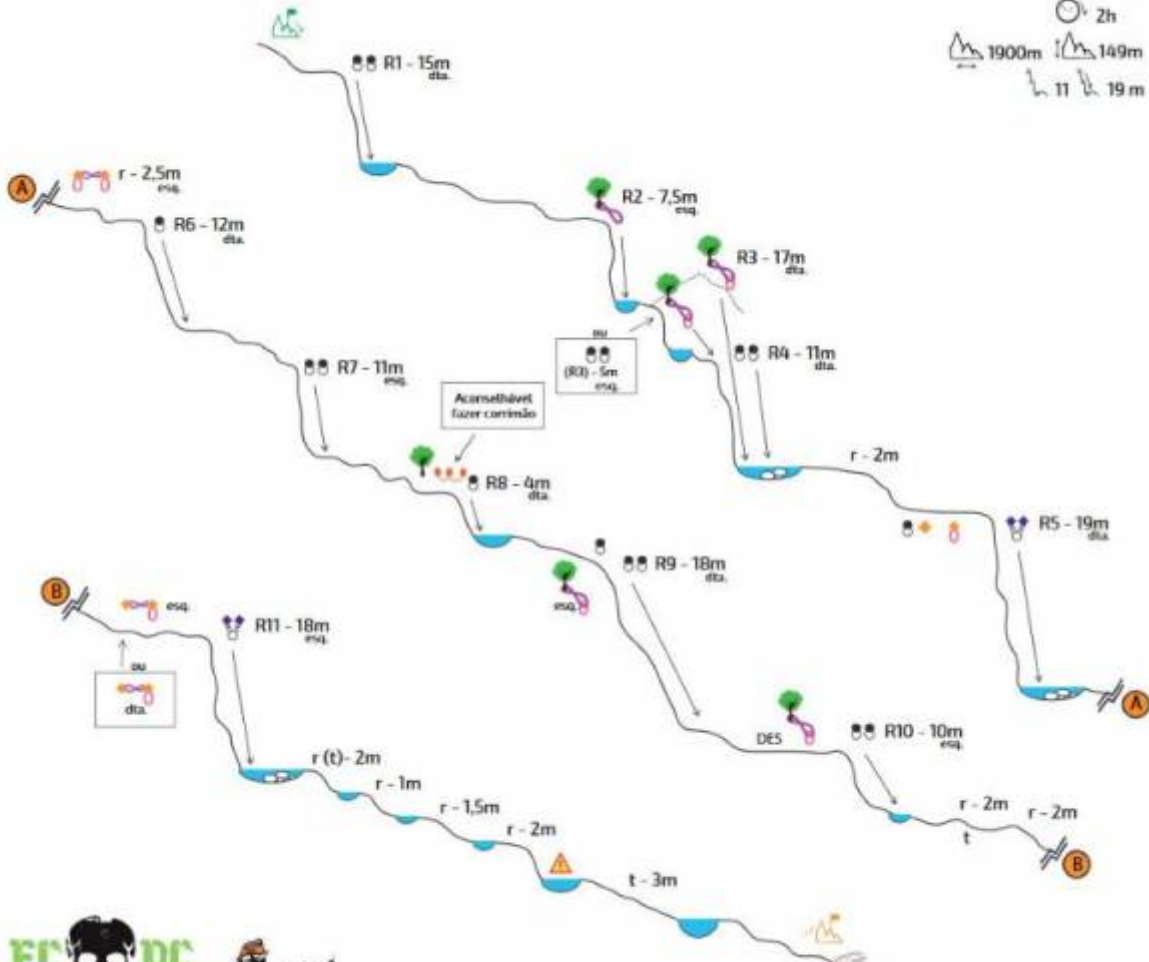 2h
1900m 149m
11 19 m
R1 - 15m
dta.
R2 - 7,5m
esq.
R3 - 17m
dta.
ou
(R3) - 5m
esq.
R4 - 11m
dta.
r - 2m
R5 - 19m
dta.
A
A
r - 2,5m
esq.
R6 - 12m
dta.
R7 - 11m
esq.
Aconselhável
fazer corrimão
R8 - 4m
dta.
R9 - 18m
dta.
esq.
DES
R10 - 10m
esq.
r - 2m
r - 2m
t
B
B
esq.
ou
dta.
R11 - 18m
esq.
r (t)- 2m
r - 1m
r - 1,5m
r - 2m
t - 3m